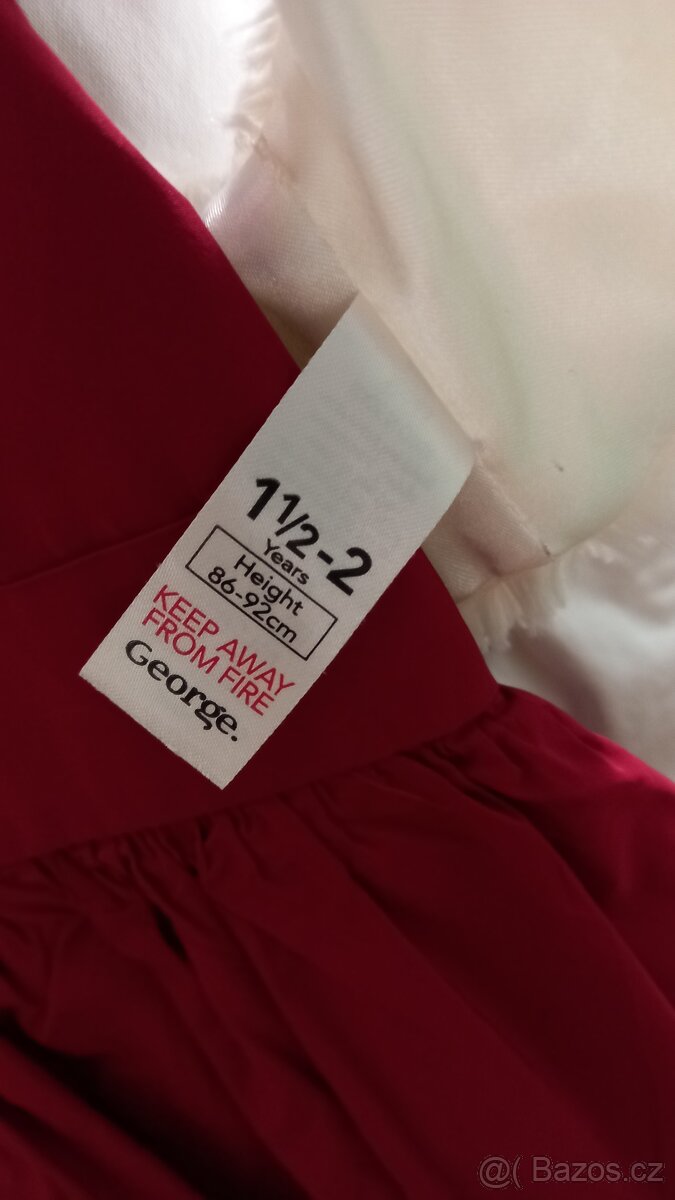 1½-2
Years
Height
86-92cm
KEEP AWAY
FROM FIRE
George.
@( Bazos.cz